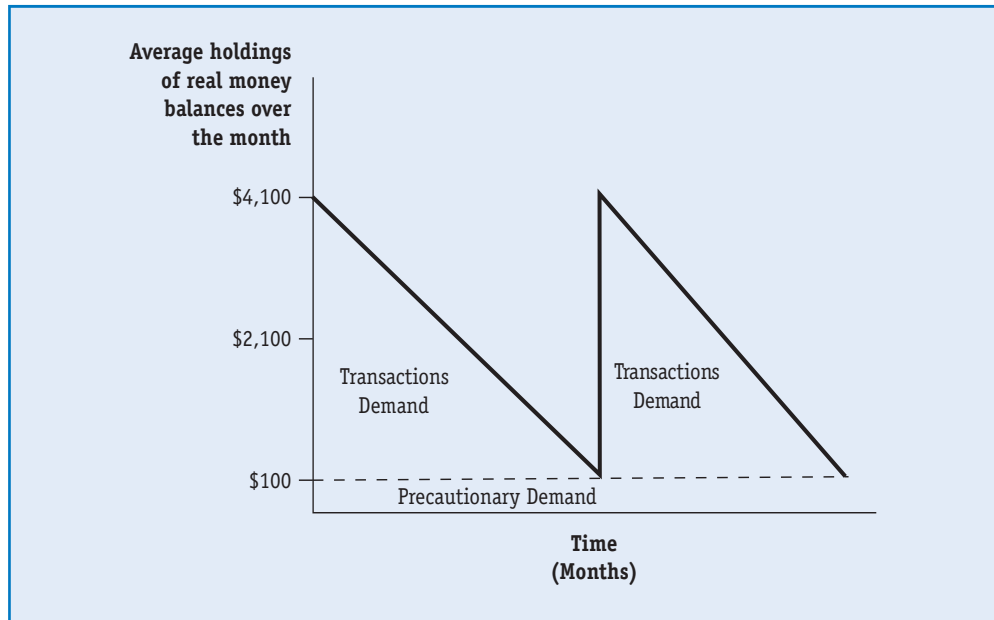 Average holdings
of real money
balances over
the month
$4,100
$2,100
Transactions
Demand
Transactions
Demand
$100
Precautionary Demand
Time
(Months)